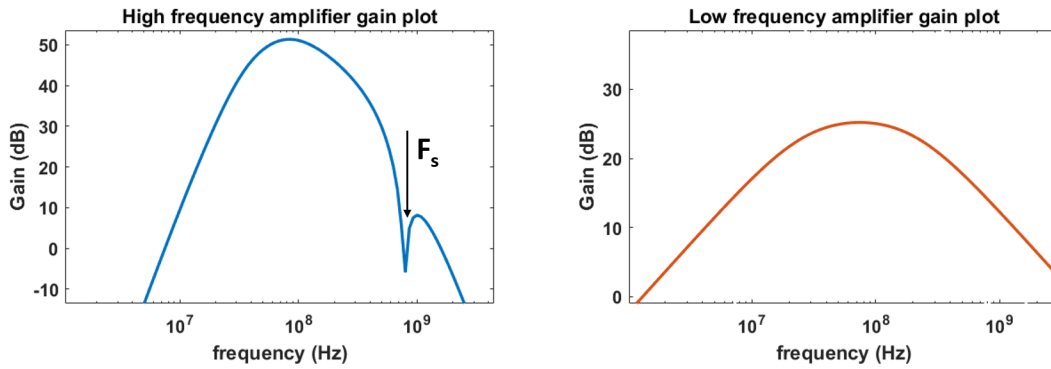 High frequency amplifier gain plot
50
40
30
20
10
0
-10
Gain (dB)
F_s
10^7
10^8
10^9
frequency (Hz)
Low frequency amplifier gain plot
30
20
10
0
Gain (dB)
10^7
10^8
10^9
frequency (Hz)